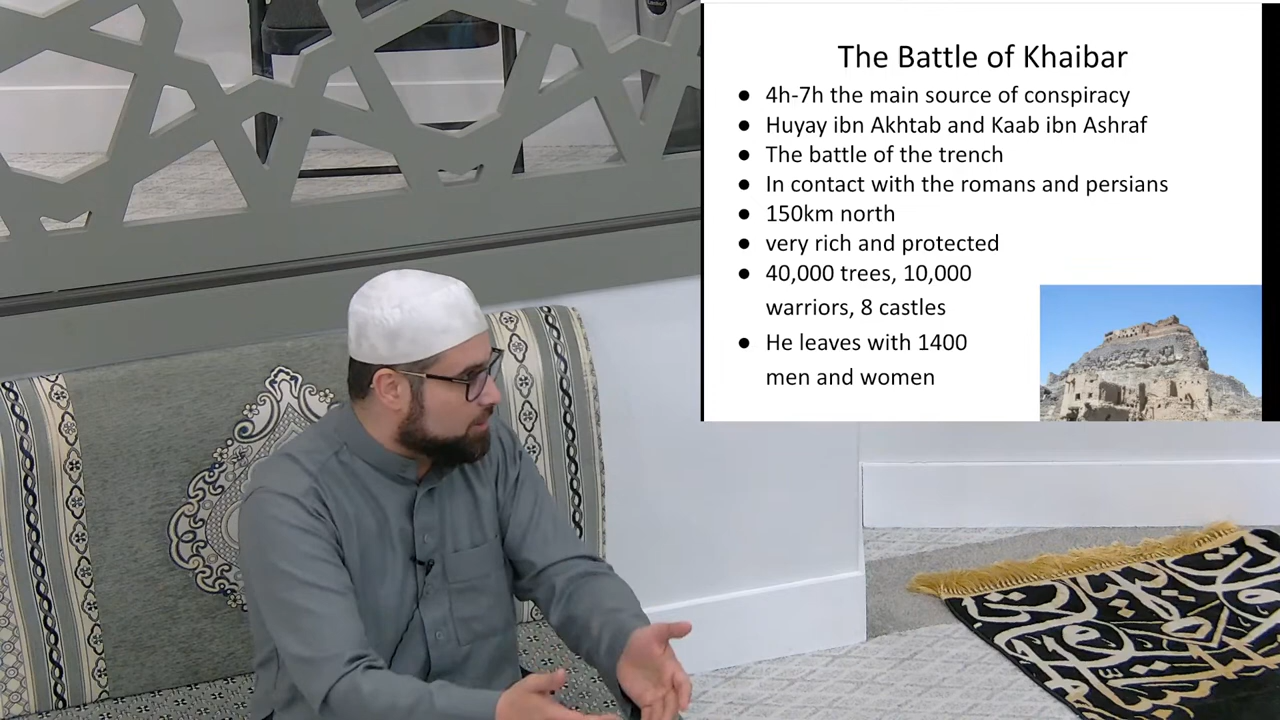 The Battle of Khaibar
● 4h-7h the main source of conspiracy
● Huyay ibn Akhtab and Kaab ibn Ashraf
● The battle of the trench
● In contact with the romans and persians
● 150km north
● very rich and protected
● 40,000 trees, 10,000
warriors, 8 castles
● He leaves with 1400
men and women